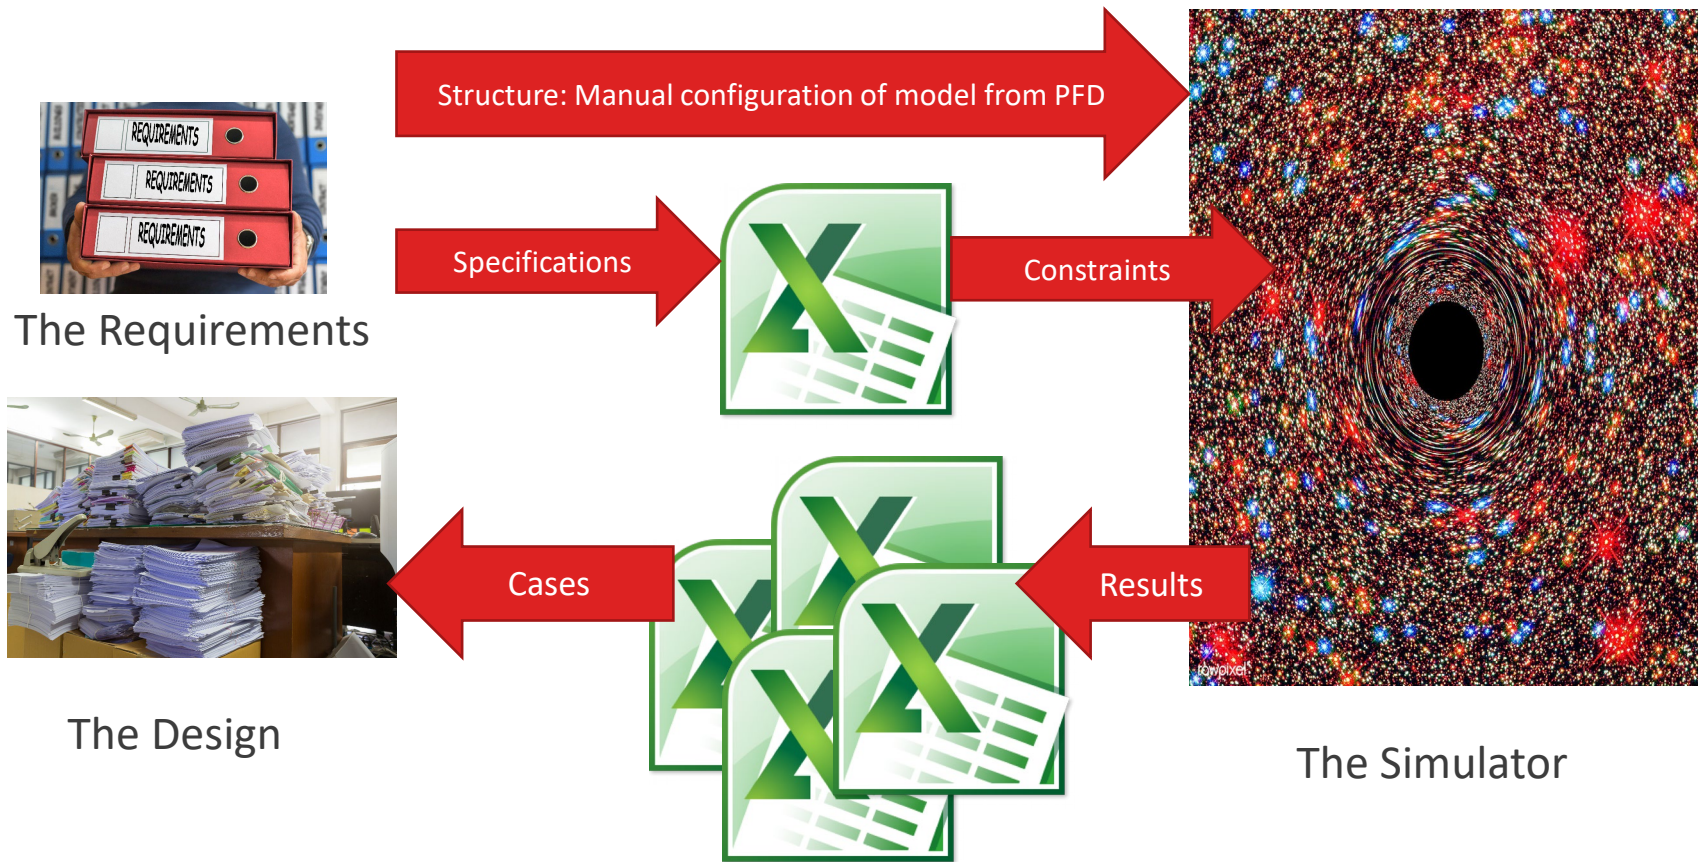 Structure: Manual configuration of model from PFD
REQUIREMENTS
REQUIREMENTS
REQUIREMENTS
Specifications
Constraints
The Requirements
Cases
Results
rawpixel
The Design
The Simulator